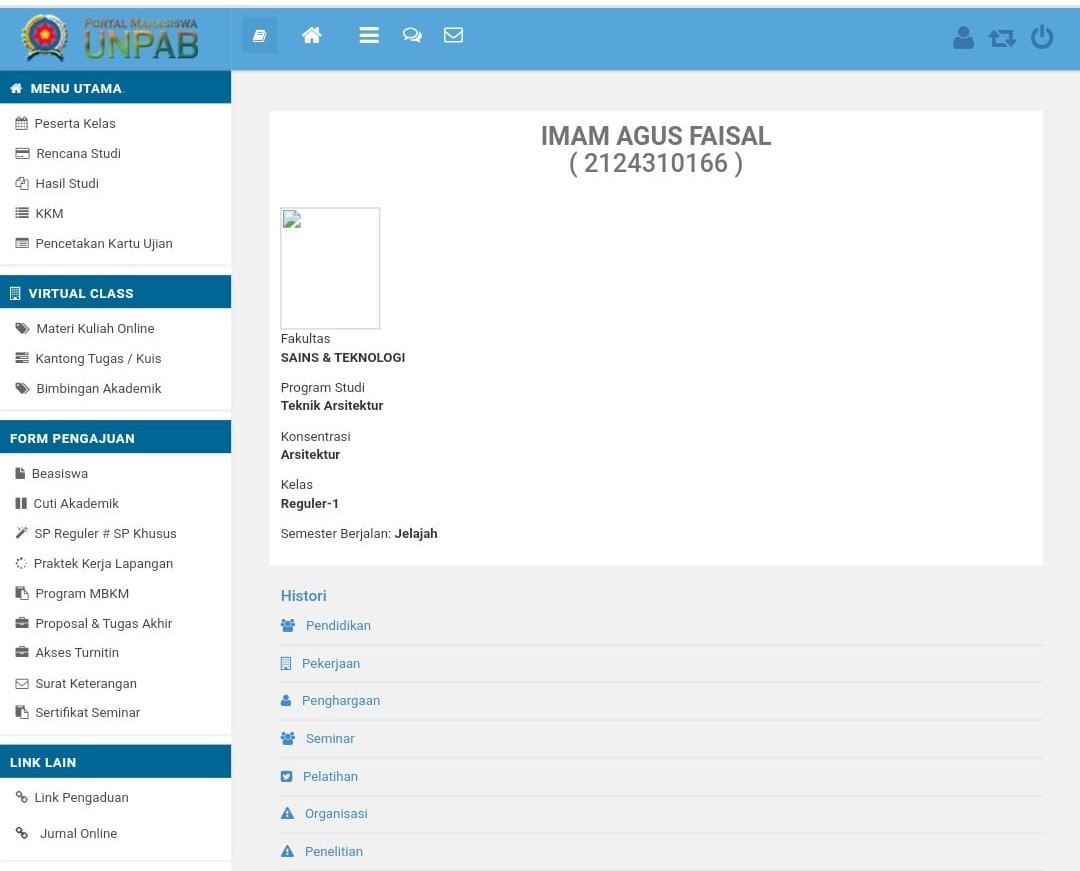 PORTAL MAHASISWA
UNPAB
MENU UTAMA
Peserta Kelas
Rencana Studi
Hasil Studi
KKM
Pencetakan Kartu Ujian
VIRTUAL CLASS
Materi Kuliah Online
Kantong Tugas / Kuis
Bimbingan Akademik
FORM PENGAJUAN
Beasiswa
Cuti Akademik
SP Reguler # SP Khusus
Praktek Kerja Lapangan
Program MBKM
Proposal & Tugas Akhir
Akses Turnitin
Surat Keterangan
Sertifikat Seminar
LINK LAIN
Link Pengaduan
Jurnal Online
IMAM AGUS FAISAL
( 2124310166 )
Fakultas
SAINS & TEKNOLOGI
Program Studi
Teknik Arsitektur
Konsentrasi
Arsitektur
Kelas
Reguler-1
Semester Berjalan: Jelajah
Histori
Pendidikan
Pekerjaan
Penghargaan
Seminar
Pelatihan
Organisasi
Penelitian